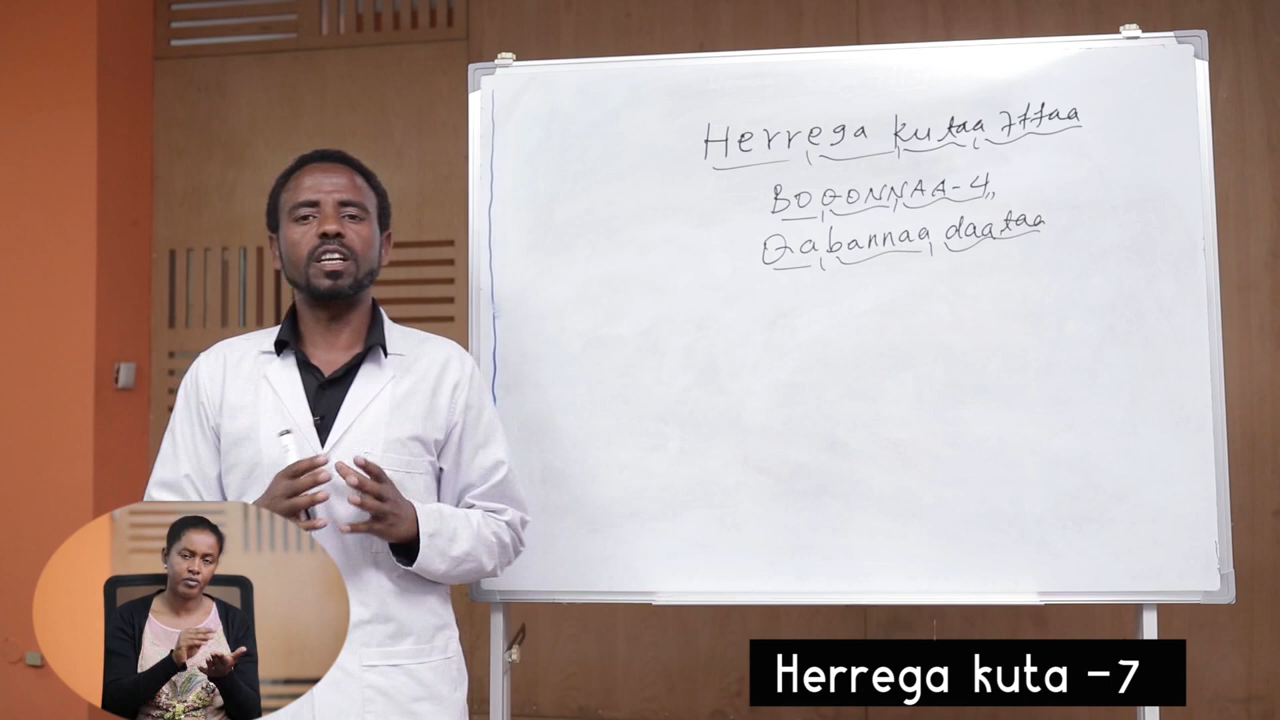 Herrega kutaa 7ffaa
BOQONNAA-4,,
Qabannaa daataa
Herrega kuta -7